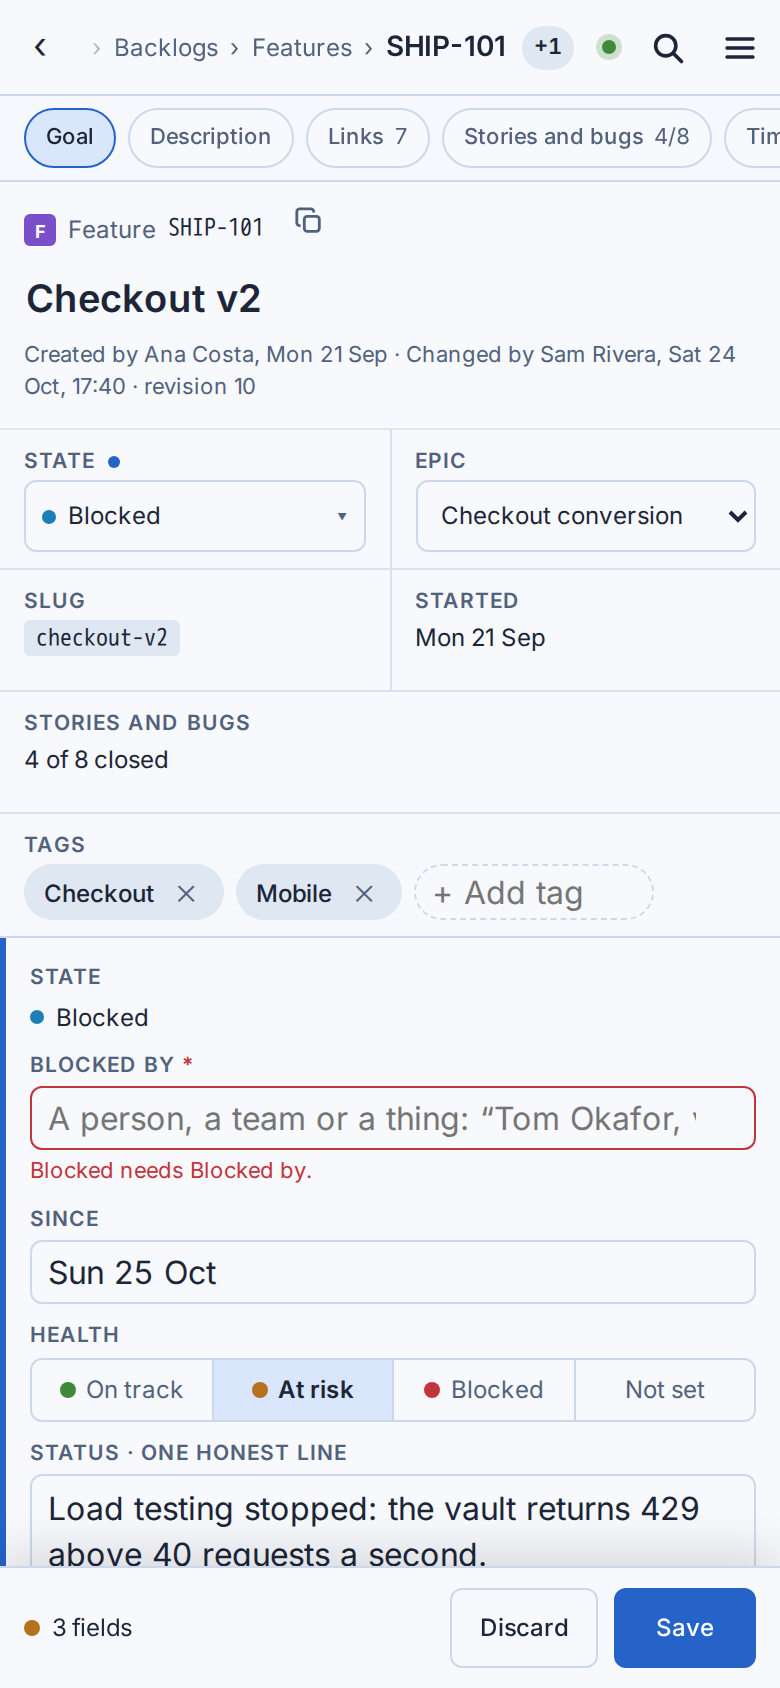 ‹ › Backlogs › Features › SHIP-101 +1
Goal Description Links 7 Stories and bugs 4/8
F Feature SHIP-101
Checkout v2
Created by Ana Costa, Mon 21 Sep · Changed by Sam Rivera, Sat 24
Oct, 17:40 · revision 10
STATE EPIC
Blocked Checkout conversion
SLUG STARTED
checkout-v2 Mon 21 Sep
STORIES AND BUGS
4 of 8 closed
TAGS
Checkout × Mobile × + Add tag
STATE
Blocked
BLOCKED BY *
A person, a team or a thing: “Tom Okafor,
Blocked needs Blocked by.
SINCE
Sun 25 Oct
HEALTH
On track At risk Blocked Not set
STATUS · ONE HONEST LINE
Load testing stopped: the vault returns 429
above 40 requests a second.
3 fields Discard Save